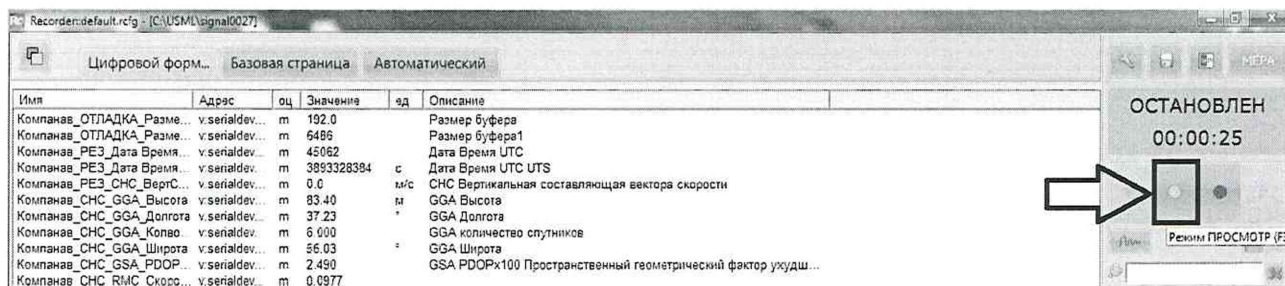 Recorder::default.rcfg - [C:\USML\signal0027]
Цифровой форм... Базовая страница Автоматический
МЕРА
Имя Адрес оц Значение ед Описание
Компанав_ОТЛАДКА_Разме... v:serialdev... m 192.0 Размер буфера
Компанав_ОТЛАДКА_Разме... v:serialdev... m 6486 Размер буфера1
Компанав_РЕЗ_Дата Время... v:serialdev... m 45062 Дата Время UTC
Компанав_РЕЗ_Дата Время... v:serialdev... m 3893328384 с Дата Время UTC UTS
Компанав_РЕЗ_СНС_ВертС... v:serialdev... m 0.0 м/с СНС Вертикальная составляющая вектора скорости
Компанав_СНС_GGA_Высота v:serialdev... m 83.40 м GGA Высота
Компанав_СНС_GGA_Долгота v:serialdev... m 37.23 ° GGA Долгота
Компанав_СНС_GGA_Колво... v:serialdev... m 6.000 GGA количество спутников
Компанав_СНС_GGA_Широта v:serialdev... m 56.03 ° GGA Широта
Компанав_СНС_GSA_PDOP... v:serialdev... m 2.490 GSA PDOPx100 Пространственный геометрический фактор ухудш...
Компанав_СНС_RMC_Скоро... v:serialdev... m 0.0977
ОСТАНОВЛЕН
00:00:25
Режим ПРОСМОТР (F3